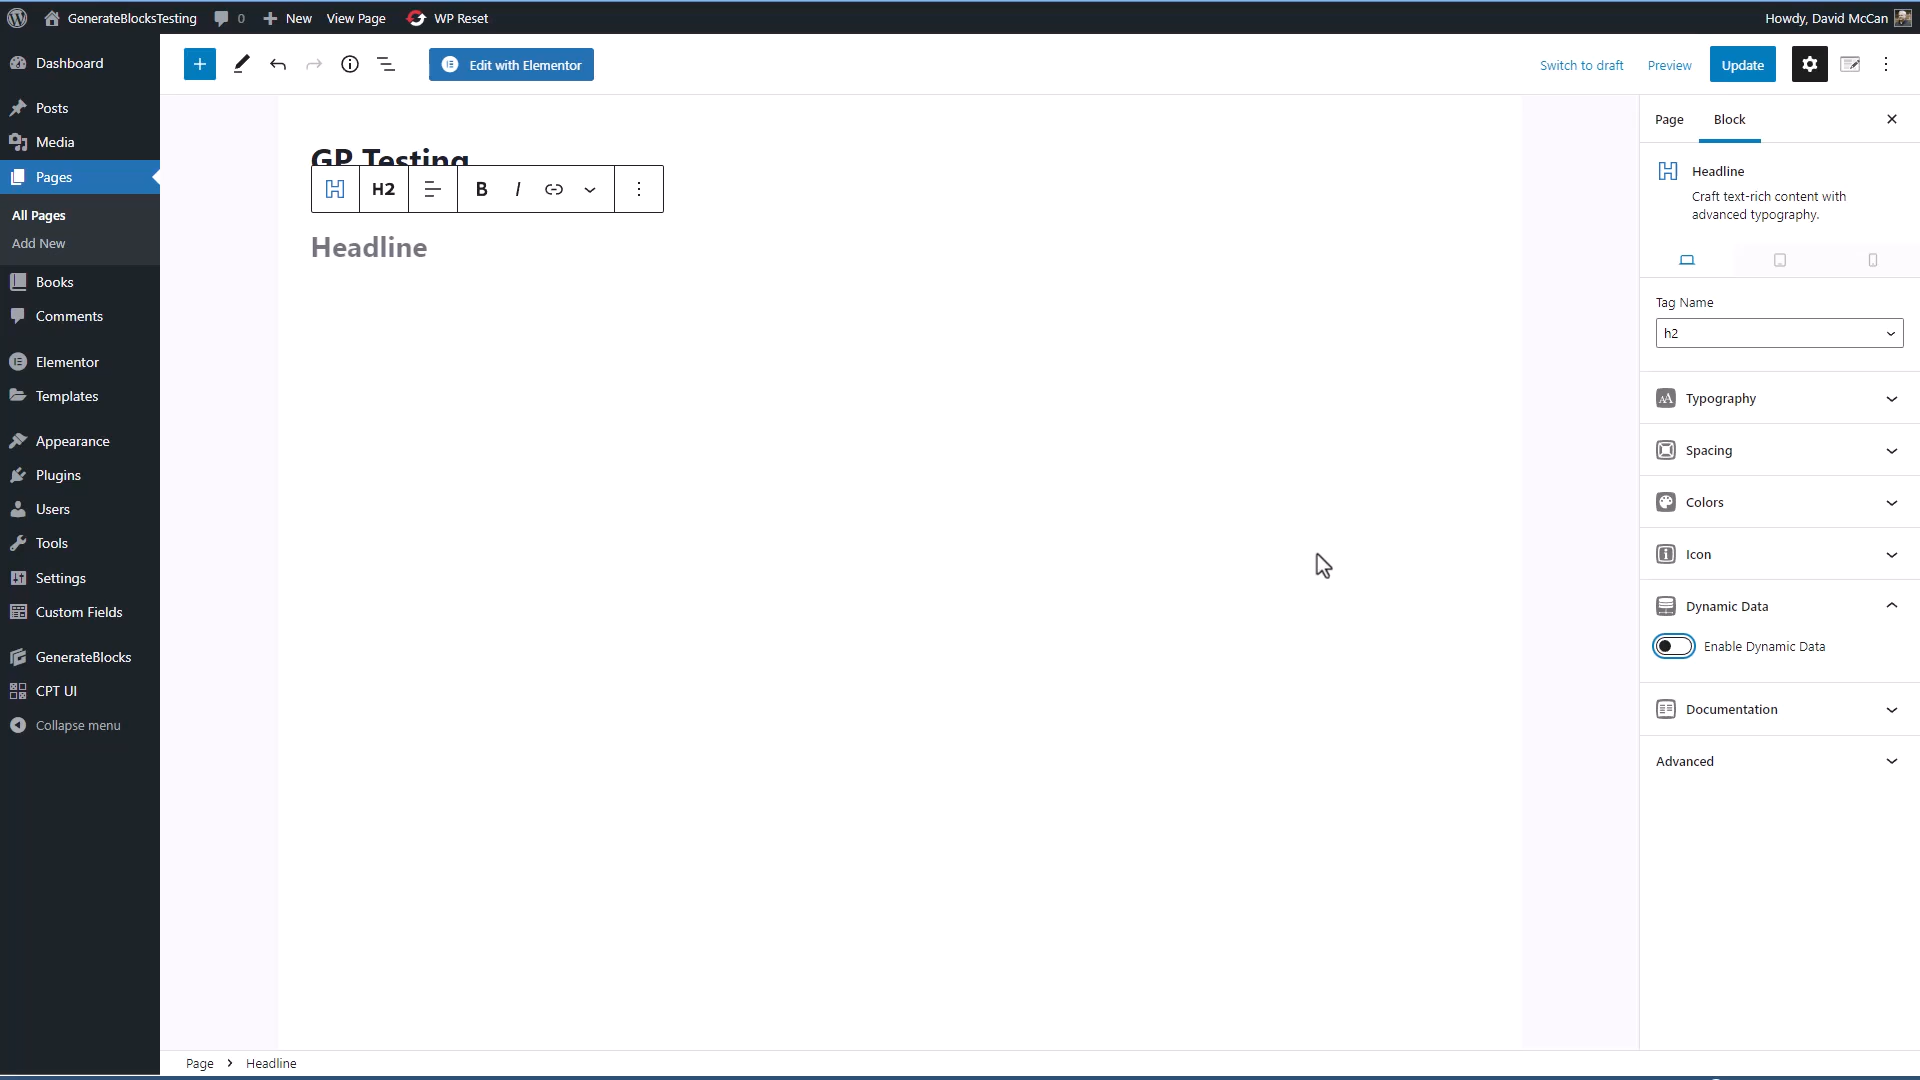 GenerateBlocksTesting 0 New View Page WP Reset Howdy, David McCan
Dashboard
Posts
Media
Pages
All Pages
Add New
Books
Comments
Elementor
Templates
Appearance
Plugins
Users
Tools
Settings
Custom Fields
GenerateBlocks
CPT UI
Collapse menu
Edit with Elementor
Switch to draft Preview Update
GP Testing
H2 B I
Headline
Page Block
Headline
Craft text-rich content with
advanced typography.
Tag Name
h2
Typography
Spacing
Colors
Icon
Dynamic Data
Enable Dynamic Data
Documentation
Advanced
Page Headline